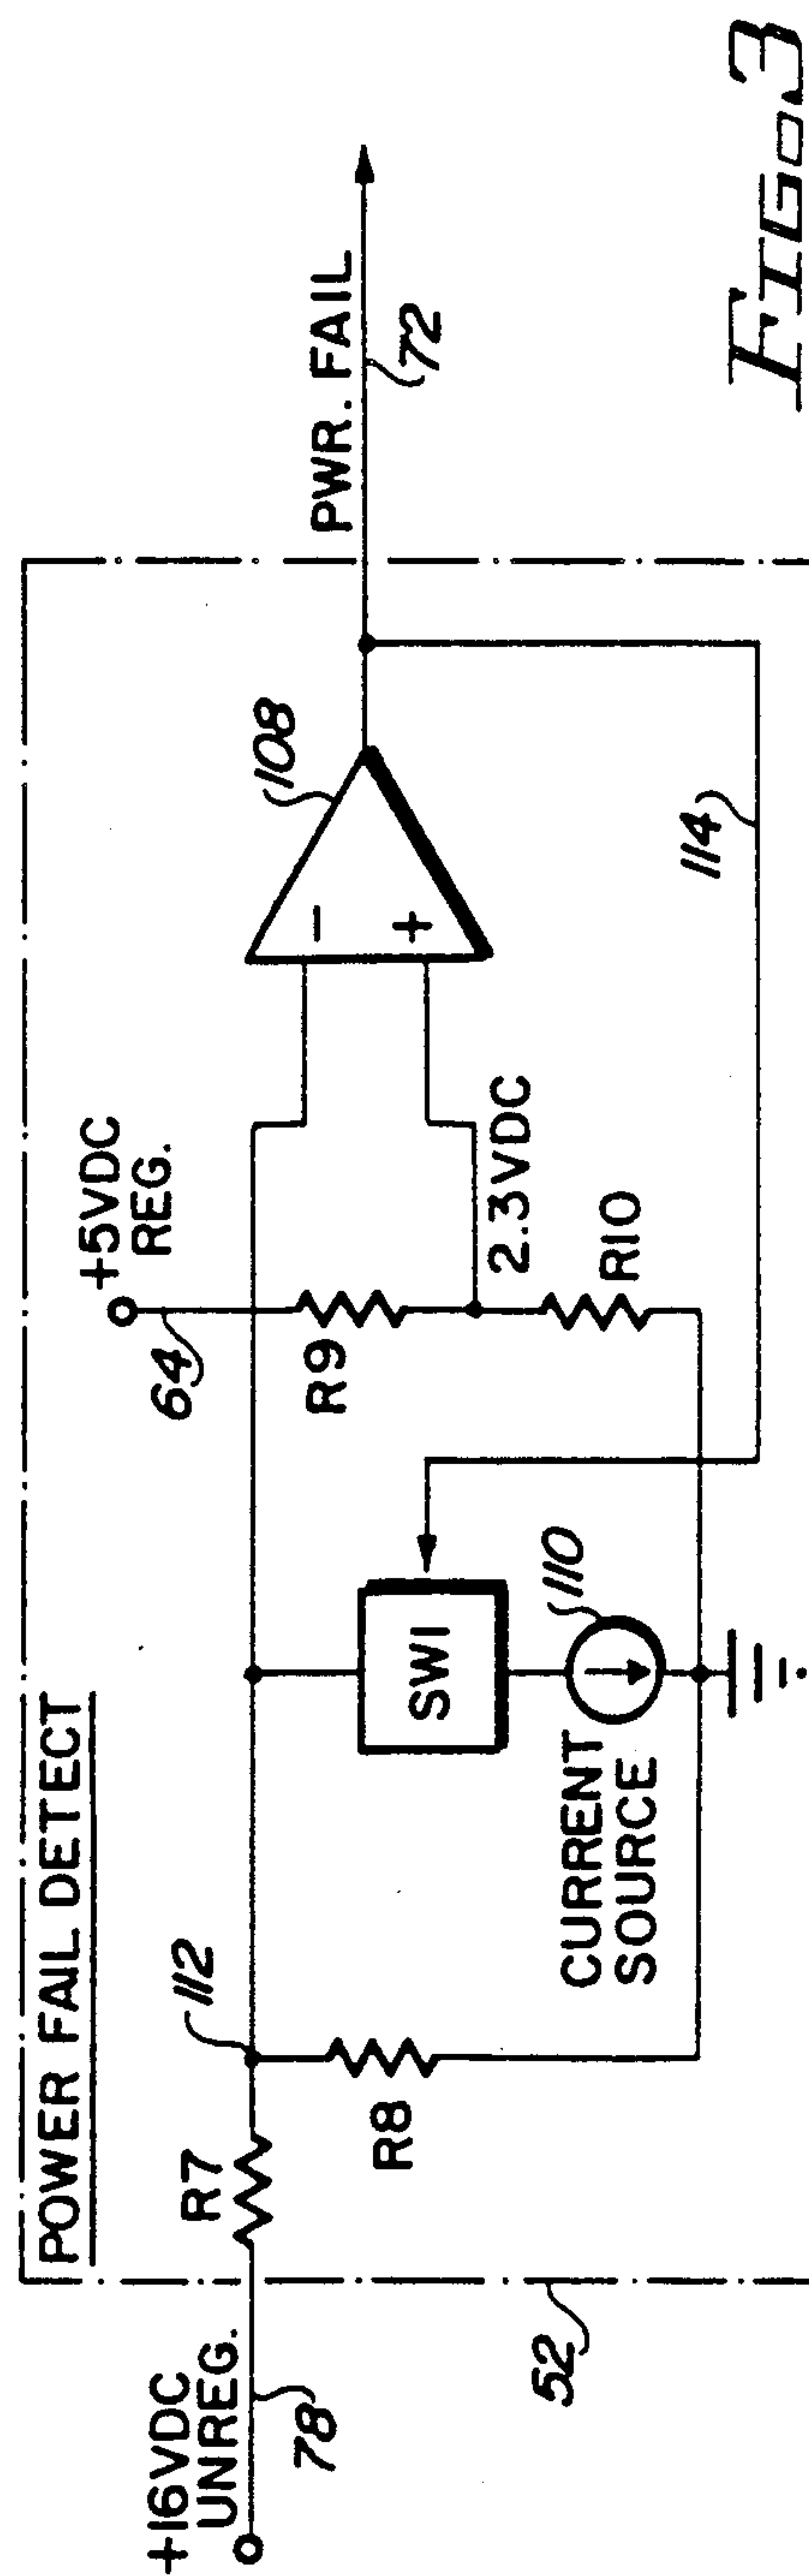 POWER FAIL DETECT
+16VDC
UNREG.
78
R7
112
R8
52
SW1
CURRENT
SOURCE
110
+5VDC
REG.
64
R9
2.3VDC
R10
-
+
108
114
PWR. FAIL
72
FIG. 3